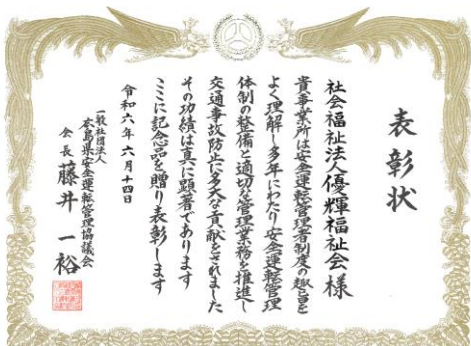 表彰状
社会福祉法人優輝福祉会様
貴事業所は安全運転管理者制度の趣旨を
よく理解し多年にわたり安全運転管理
体制の整備と適切な管理業務を推進し
交通事故防止に多大な貢献をされました
その功績は真に顕著であります
ここに記念品を贈り表彰します
令和六年六月十四日
一般社団法人
広島県安全運転管理協議会
会長 藤井一裕